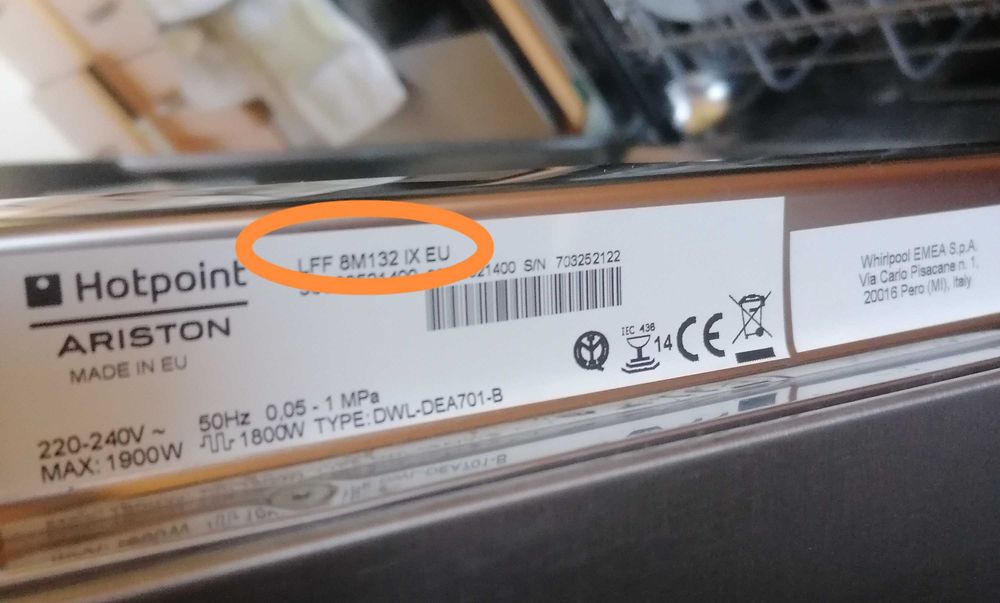 Hotpoint
ARISTON
MADE IN EU
LFF 8M132 IX EU
S/N 703252122
IEC 436
14
CE
220-240V ~ 50Hz 0,05 - 1 MPa
MAX: 1900W 1800W TYPE: DWL-DEA701-B
Whirlpool EMEA S.p.A.
Via Carlo Pisacane n. 1,
20016 Pero (MI), Italy